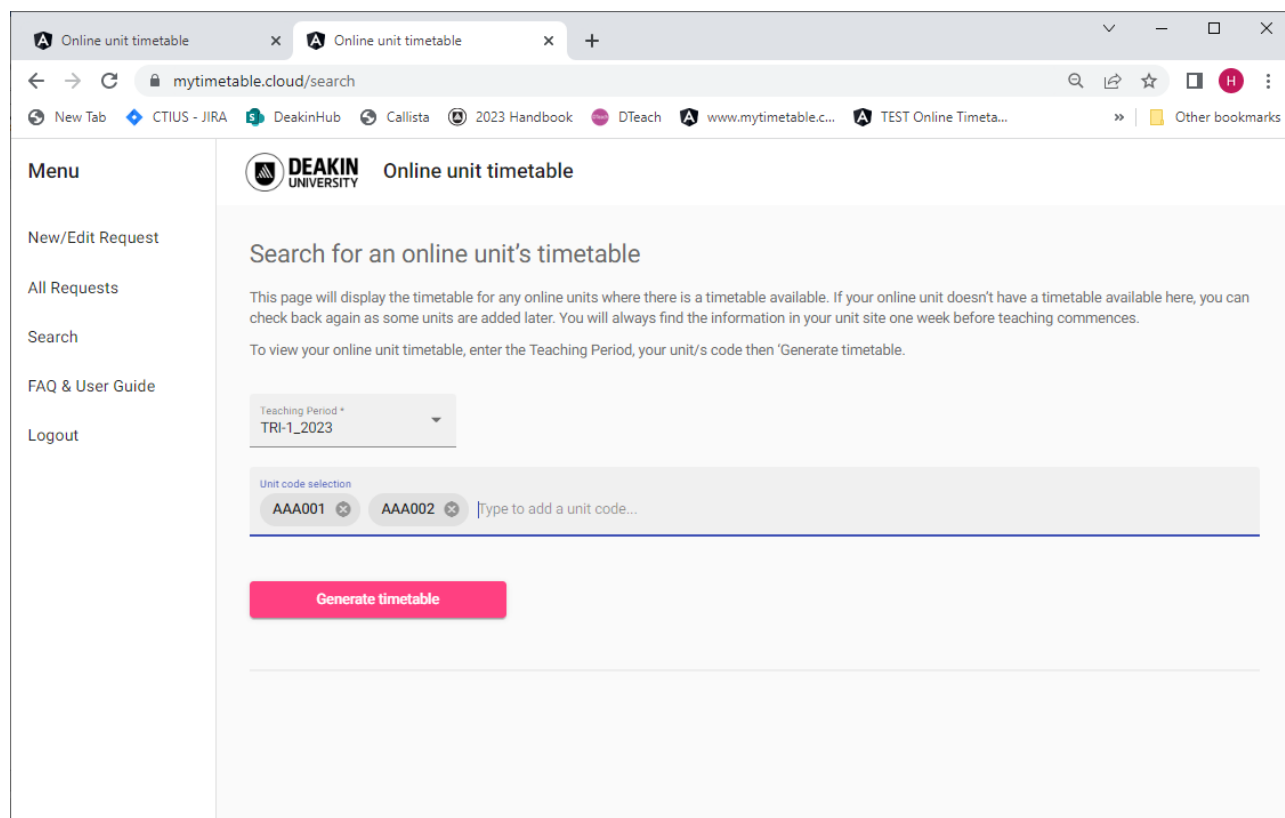 Online unit timetable
Online unit timetable
mytimetable.cloud/search
H
New Tab CTIUS - JIRA DeakinHub Callista 2023 Handbook DTeach www.mytimetable.c... TEST Online Timeta... » Other bookmarks
Menu
DEAKIN
UNIVERSITY
Online unit timetable
New/Edit Request
All Requests
Search
FAQ & User Guide
Logout
Search for an online unit's timetable
This page will display the timetable for any online units where there is a timetable available. If your online unit doesn't have a timetable available here, you can
check back again as some units are added later. You will always find the information in your unit site one week before teaching commences.
To view your online unit timetable, enter the Teaching Period, your unit/s code then 'Generate timetable.
Teaching Period *
TRI-1_2023
Unit code selection
AAA001 AAA002 Type to add a unit code...
Generate timetable